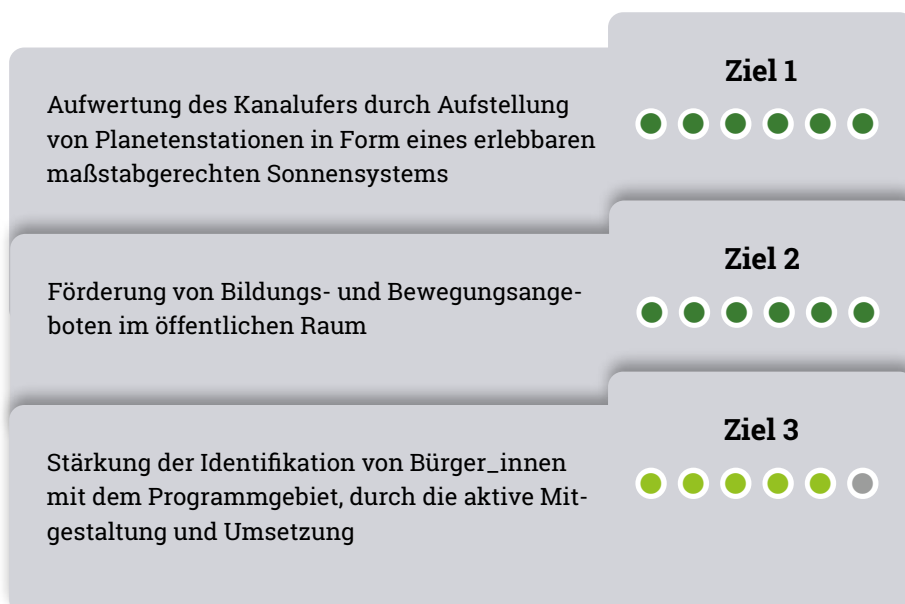 Ziel 1
Aufwertung des Kanalufers durch Aufstellung
von Planetenstationen in Form eines erlebbaren
maßstabgerechten Sonnensystems
Ziel 2
Förderung von Bildungs- und Bewegungsange-
boten im öffentlichen Raum
Ziel 3
Stärkung der Identifikation von Bürger_innen
mit dem Programmgebiet, durch die aktive Mit-
gestaltung und Umsetzung